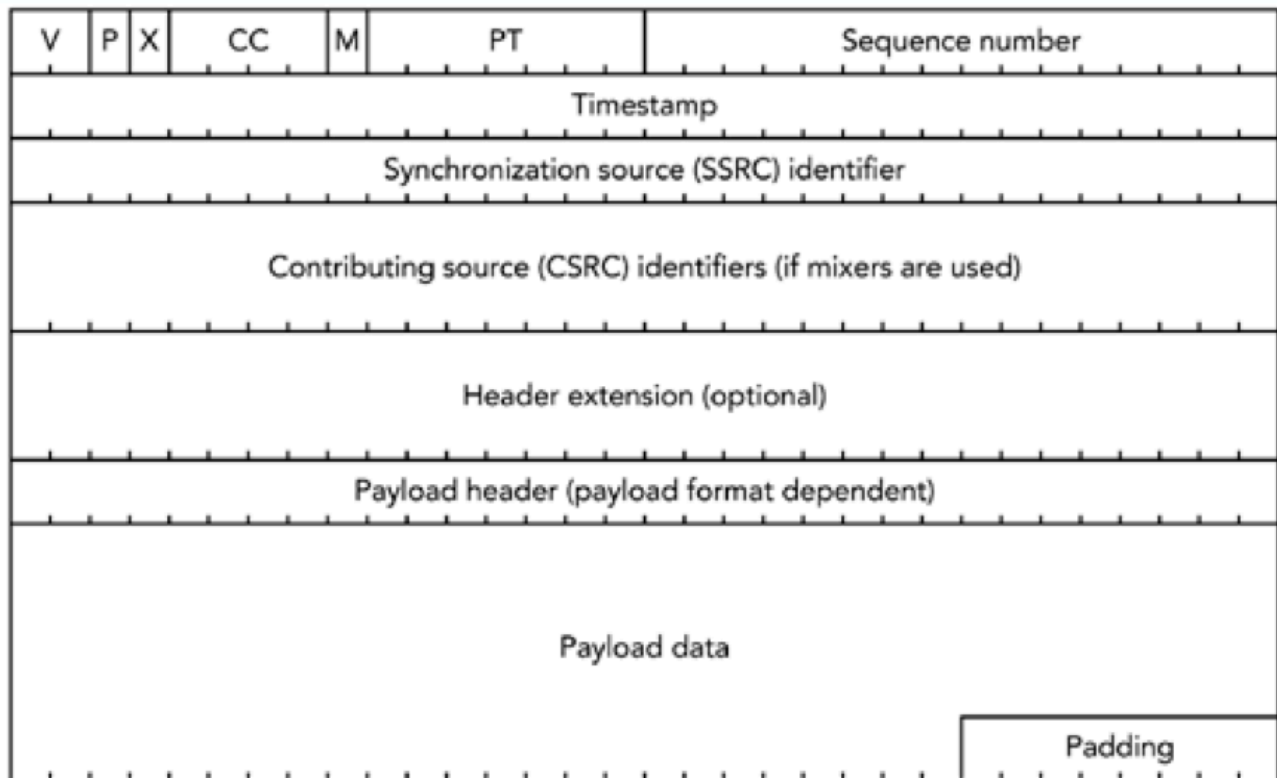 V P X CC M PT Sequence number
Timestamp
Synchronization source (SSRC) identifier
Contributing source (CSRC) identifiers (if mixers are used)
Header extension (optional)
Payload header (payload format dependent)
Payload data
Padding